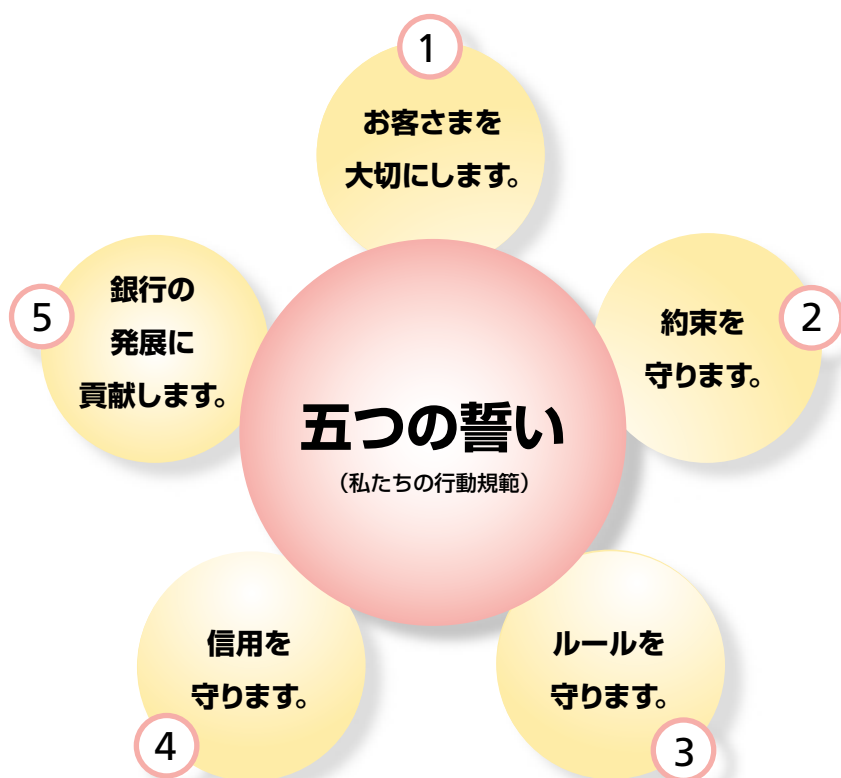 五つの誓い
（私たちの行動規範）
1
お客さまを
大切にします。
2
約束を
守ります。
3
ルールを
守ります。
4
信用を
守ります。
5
銀行の
発展に
貢献します。